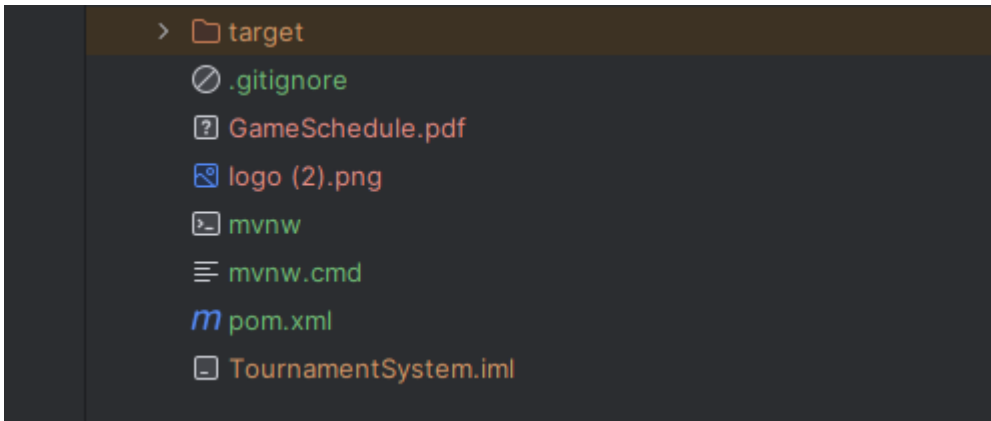 target
.gitignore
GameSchedule.pdf
logo (2).png
mvnw
mvnw.cmd
pom.xml
TournamentSystem.iml